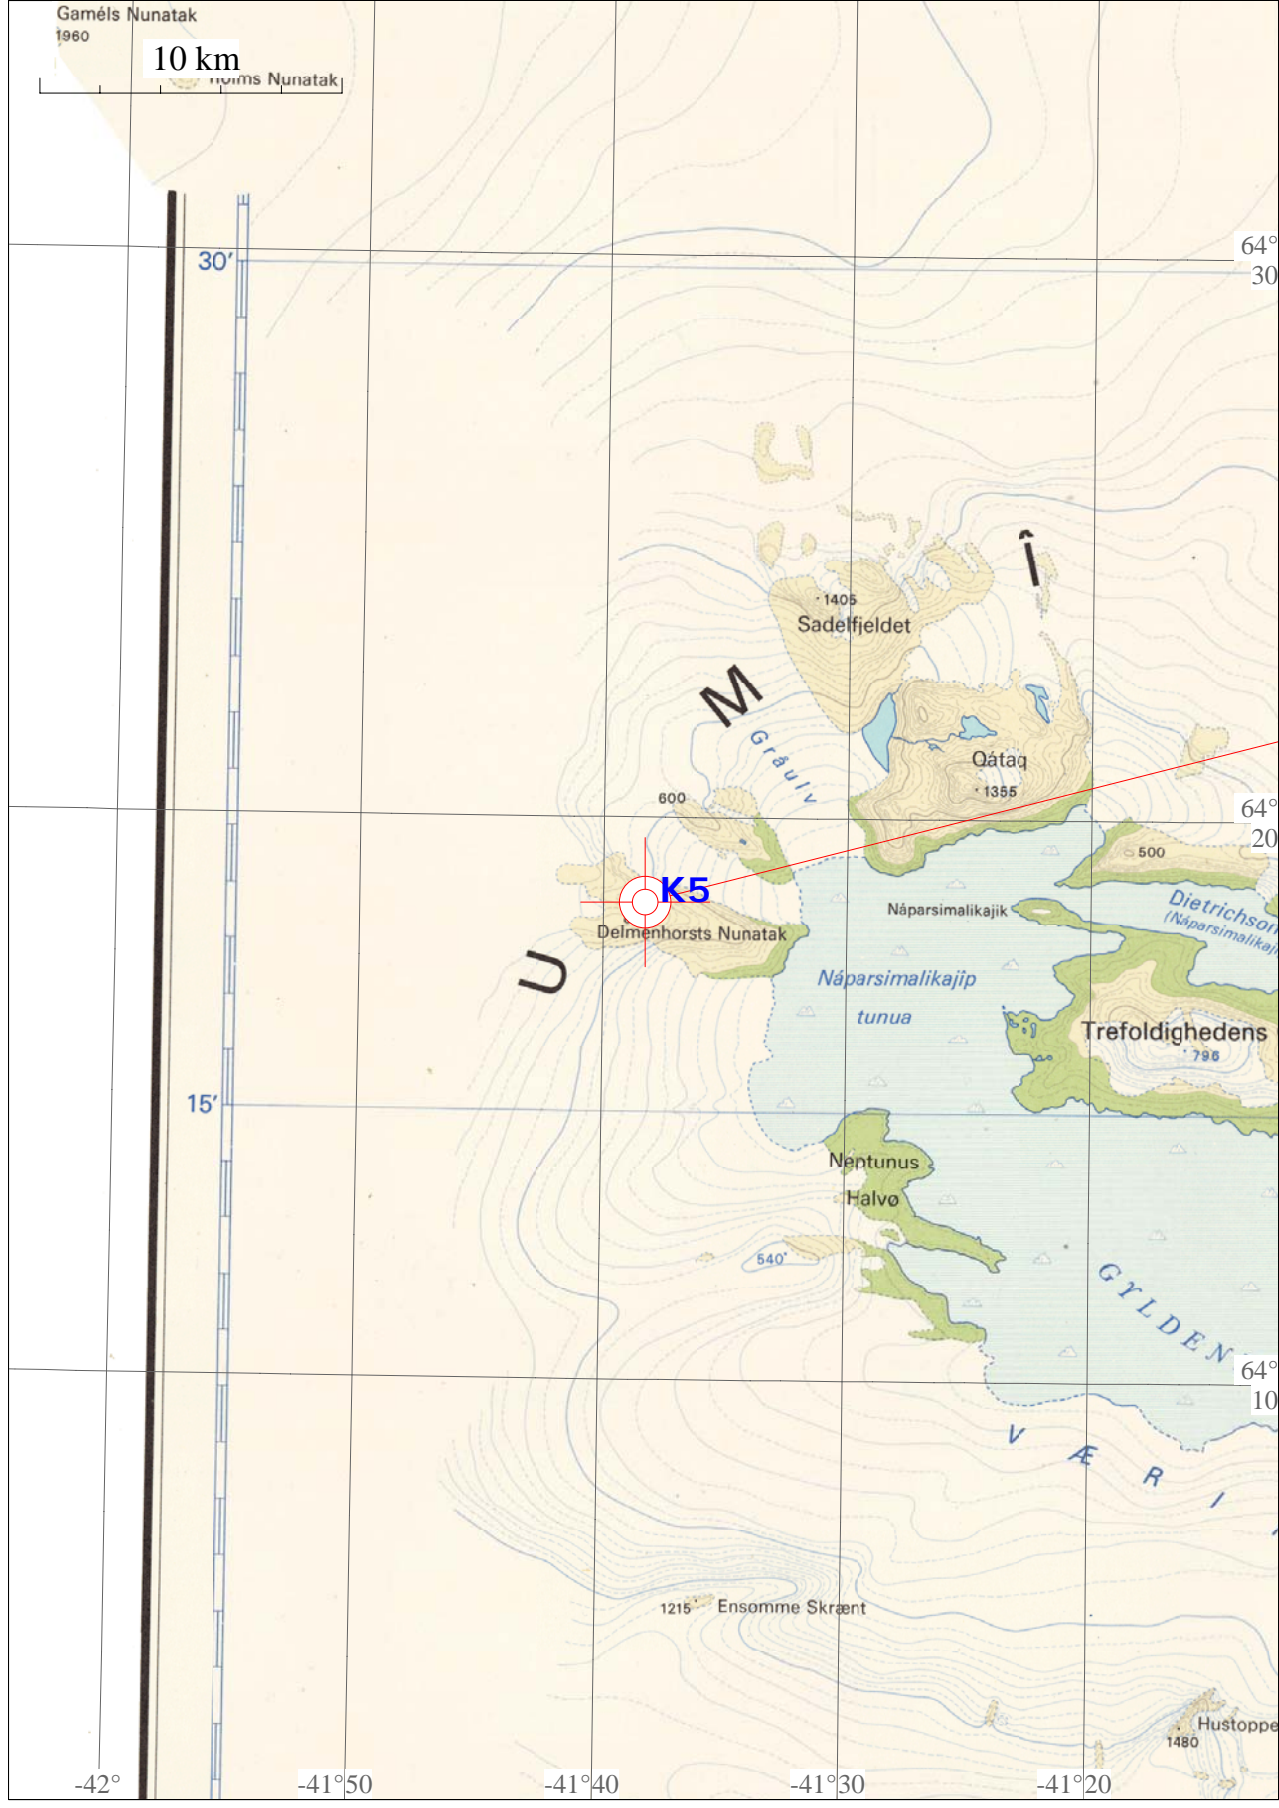 Gaméls Nunatak
1960
10 km
holms Nunatak
30′
64°
30
1405
Sadelfjeldet
Î
M
Gråulv
Qátaq
1355
600
64°
20
500
K5
Náparsimalikajik
Dietrichson
(Náparsimalikaji
Delmenhorsts Nunatak
U
Náparsimalikajîp
tunua
Trefoldighedens
796
15′
Neptunus
Halvø
540
GYLDEN
64°
10
V Æ R I
1215 Ensomme Skrænt
Hustoppe
1480
-42° -41°50 -41°40 -41°30 -41°20